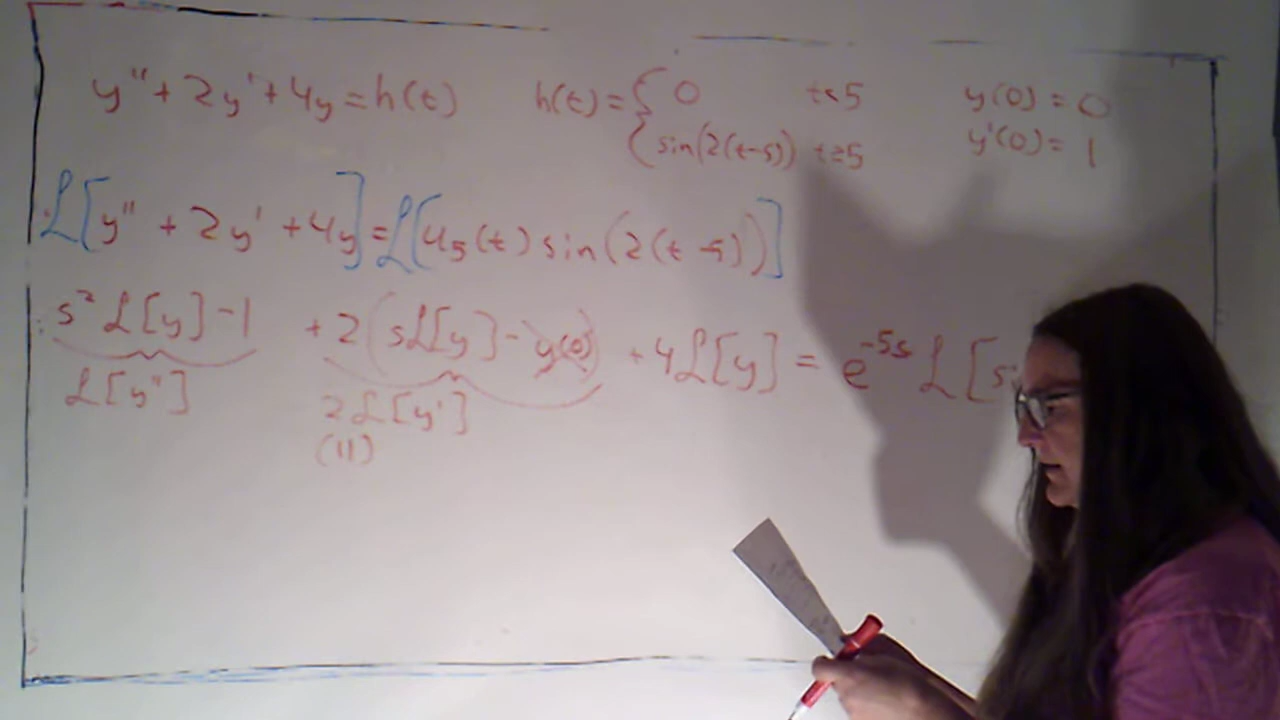 y'' + 2y' + 4y = h(t) h(t) = { 0 t<5 y(0) = 0
sin(2(t-5)) t≥5 y'(0) = 1
ℒ[y'' + 2y' + 4y] = ℒ[u₅(t) sin(2(t-5))]
s²ℒ[y] - 1 + 2(sℒ[y] - y(0)) + 4ℒ[y] = e^{-5s} ℒ[s
ℒ[y''] 2ℒ[y']
(11)